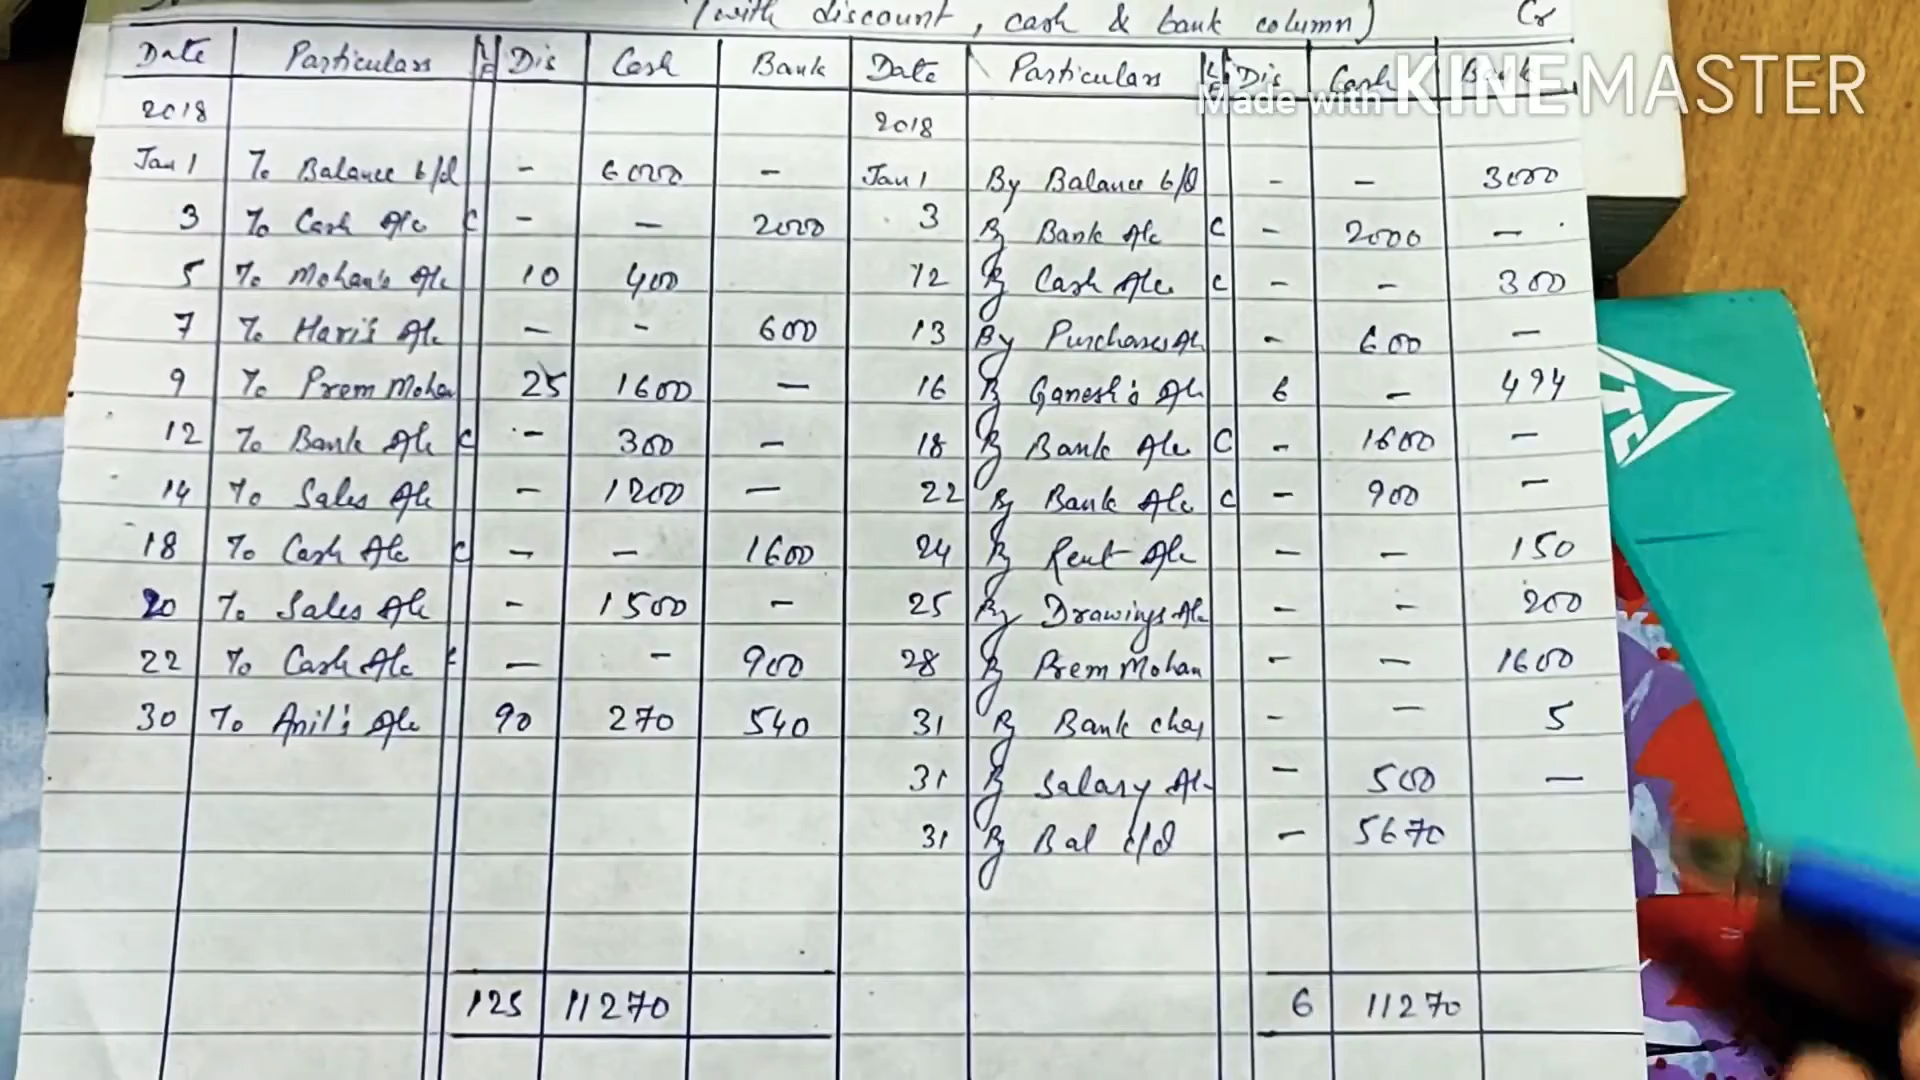 (with discount, cash & bank column) Cr
Date Particulars LF Dis Cash Bank Date Particulars LF Dis Cash Bank
Made with KINEMASTER
2018 2018
Jan 1 To Balance b/d - 6000 - Jan 1 By Balance b/d - - 3000
3 To Cash A/c C - - 2000 3 By Bank A/c C - 2000 -
5 To Mohan's A/c 10 400 12 By Cash A/c C - - 300
7 To Hari's A/c - - 600 13 By Purchases A/c - 600 -
9 To Prem Mohan 25 1600 - 16 By Ganesh's A/c 6 - 494
12 To Bank A/c C - 300 - 18 By Bank A/c C - 1600 -
14 To Sales A/c - 1200 - 22 By Bank A/c C - 900 -
18 To Cash A/c C - - 1600 24 By Rent A/c - - 150
20 To Sales A/c - 1500 - 25 By Drawings A/c - - 200
22 To Cash A/c C - - 900 28 By Prem Mohan - - 1600
30 To Anil's A/c 90 270 540 31 By Bank chas - - 5
31 By Salary A/c - 500 -
31 By Bal c/d - 5670
125 11270 6 11270